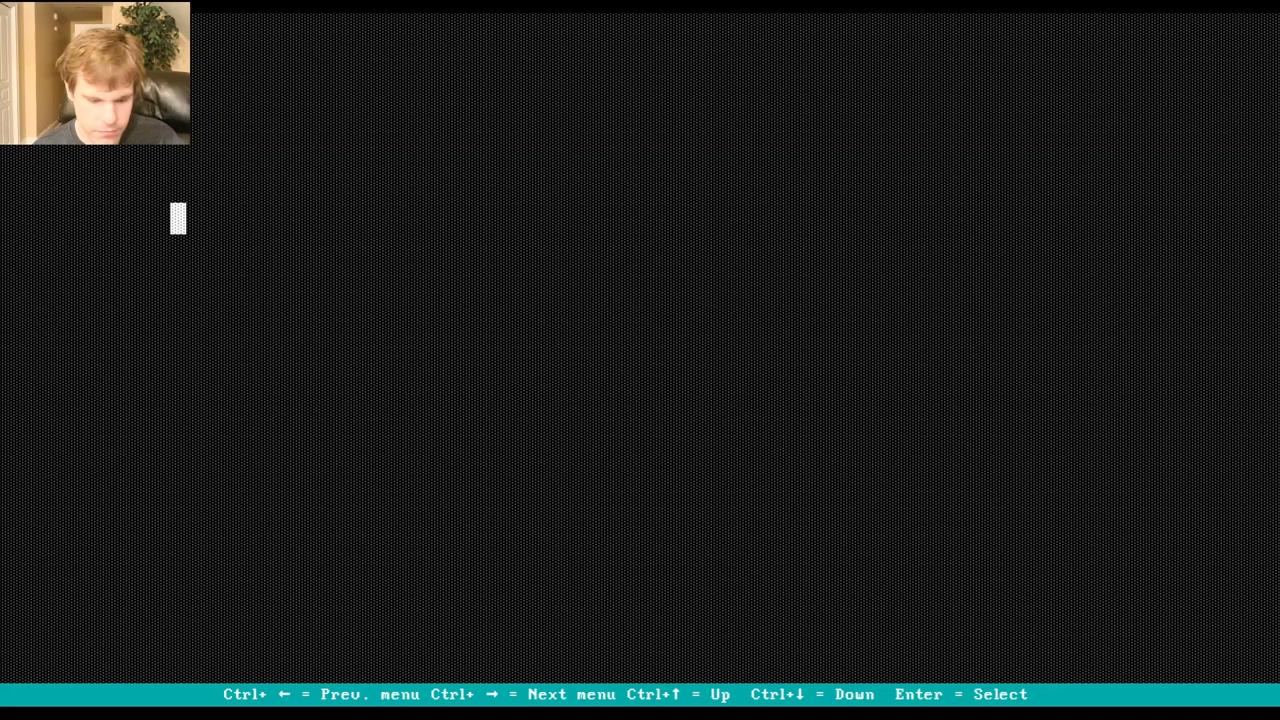 Ctrl+ ← = Prev. menu Ctrl+ → = Next menu Ctrl+↑ = Up  Ctrl+↓ = Down  Enter = Select